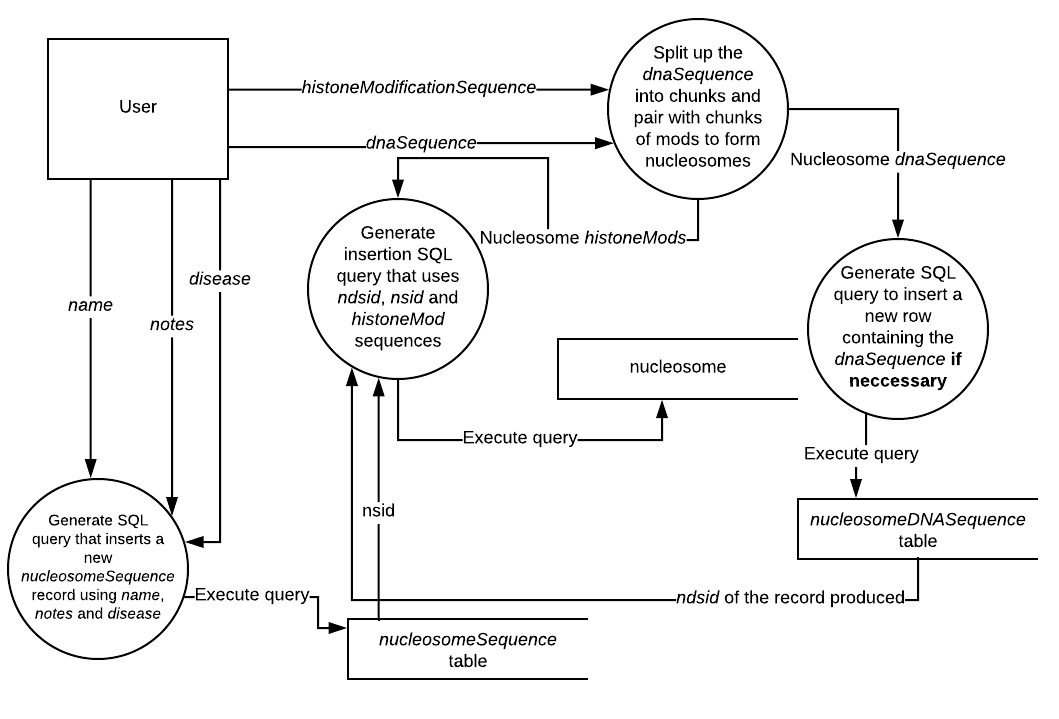 User
histoneModificationSequence
dnaSequence
Split up the
dnaSequence
into chunks and
pair with chunks
of mods to form
nucleosomes
Nucleosome dnaSequence
Nucleosome histoneMods
Generate
insertion SQL
query that uses
ndsid, nsid and
histoneMod
sequences
Generate SQL
query to insert a
new row
containing the
dnaSequence if
neccessary
name
notes
disease
nucleosome
Execute query
Execute query
nsid
nucleosomeDNASequence
table
Generate SQL
query that inserts a
new
nucleosomeSequence
record using name,
notes and disease
Execute query
ndsid of the record produced
nucleosomeSequence
table